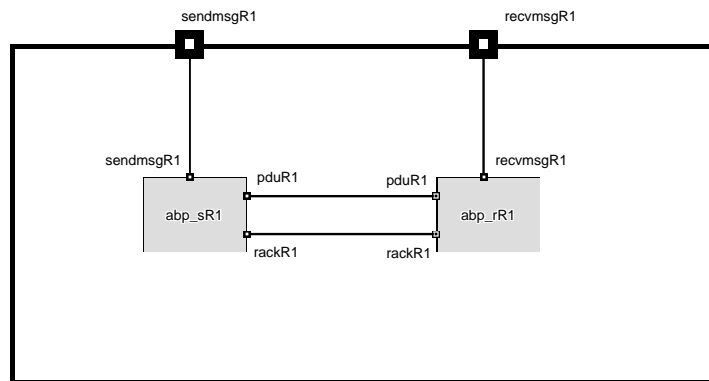 sendmsgR1
recvmsgR1
sendmsgR1
recvmsgR1
pduR1
pduR1
abp_sR1
abp_rR1
rackR1
rackR1